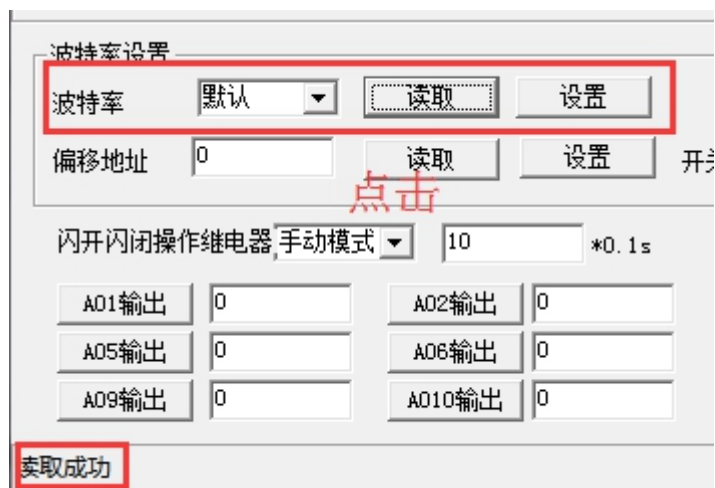 波特率设置
波特率 默认 读取 设置
偏移地址 0 读取 设置 开关
点击
闪开闪闭操作继电器 手动模式 10 *0.1s
A01输出 0 A02输出 0
A05输出 0 A06输出 0
A09输出 0 A010输出 0
读取成功